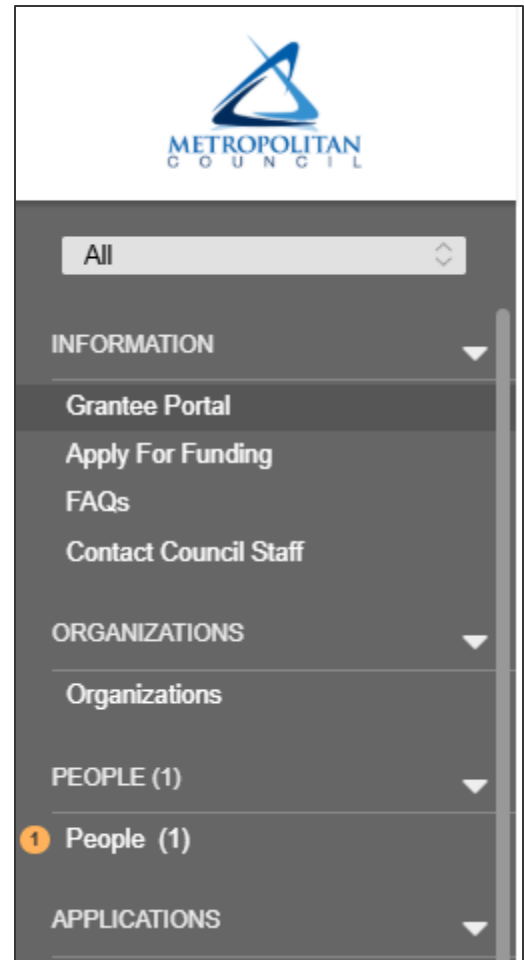 METROPOLITAN
COUNCIL
All
INFORMATION
Grantee Portal
Apply For Funding
FAQs
Contact Council Staff
ORGANIZATIONS
Organizations
PEOPLE (1)
1 People (1)
APPLICATIONS